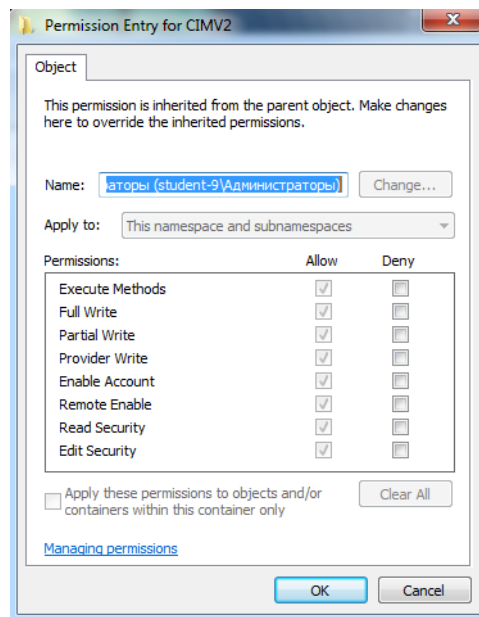 Permission Entry for CIMV2
Object
This permission is inherited from the parent object. Make changes
here to override the inherited permissions.
Name: раторы (student-9\Администраторы) Change...
Apply to: This namespace and subnamespaces
Permissions: Allow Deny
Execute Methods
Full Write
Partial Write
Provider Write
Enable Account
Remote Enable
Read Security
Edit Security
Apply these permissions to objects and/or
containers within this container only
Clear All
Managing permissions
OK Cancel